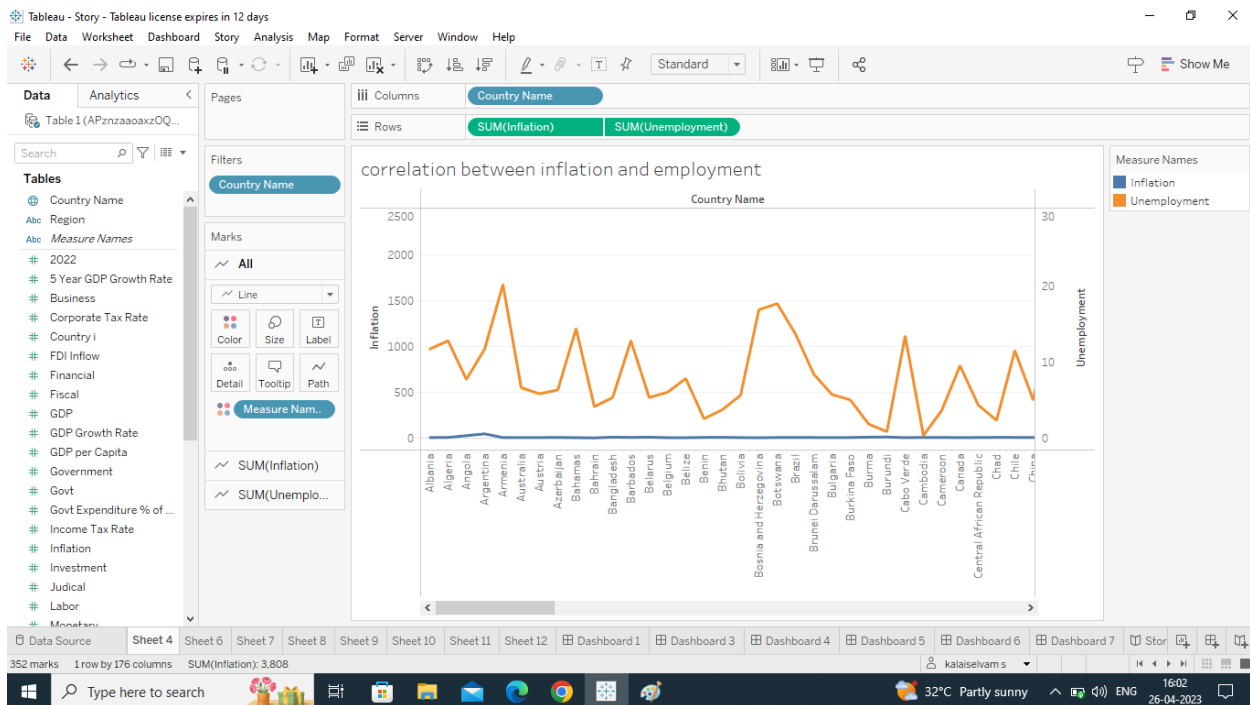 Tableau - Story - Tableau license expires in 12 days
File Data Worksheet Dashboard Story Analysis Map Format Server Window Help
Standard
Show Me
Data Analytics
Table 1 (APznzaaoaxzOQ...
Search
Tables
Country Name
Abc Region
Abc Measure Names
# 2022
# 5 Year GDP Growth Rate
# Business
# Corporate Tax Rate
# Country i
# FDI Inflow
# Financial
# Fiscal
# GDP
# GDP Growth Rate
# GDP per Capita
# Government
# Govt
# Govt Expenditure % of ...
# Income Tax Rate
# Inflation
# Investment
# Judical
# Labor
# Monetary
Pages
Filters
Country Name
Marks
All
Line
Color Size Label
Detail Tooltip Path
Measure Nam..
SUM(Inflation)
SUM(Unemplo...
Columns Country Name
Rows SUM(Inflation) SUM(Unemployment)
correlation between inflation and employment
Country Name
2500
2000
1500
1000
500
0
Inflation
30
20
10
0
Unemployment
Albania
Algeria
Angola
Argentina
Armenia
Australia
Austria
Azerbaijan
Bahamas
Bahrain
Bangladesh
Barbados
Belarus
Belgium
Belize
Benin
Bhutan
Bolivia
Bosnia and Herzegovina
Botswana
Brazil
Brunei Darussalam
Bulgaria
Burkina Faso
Burma
Burundi
Cabo Verde
Cambodia
Cameroon
Canada
Central African Republic
Chad
Chile
China
Measure Names
Inflation
Unemployment
Data Source Sheet 4 Sheet 6 Sheet 7 Sheet 8 Sheet 9 Sheet 10 Sheet 11 Sheet 12 Dashboard 1 Dashboard 3 Dashboard 4 Dashboard 5 Dashboard 6 Dashboard 7 Stor
352 marks 1 row by 176 columns SUM(Inflation): 3,808 kalaiselvam s
Type here to search 32°C Partly sunny ENG
16:02
26-04-2023